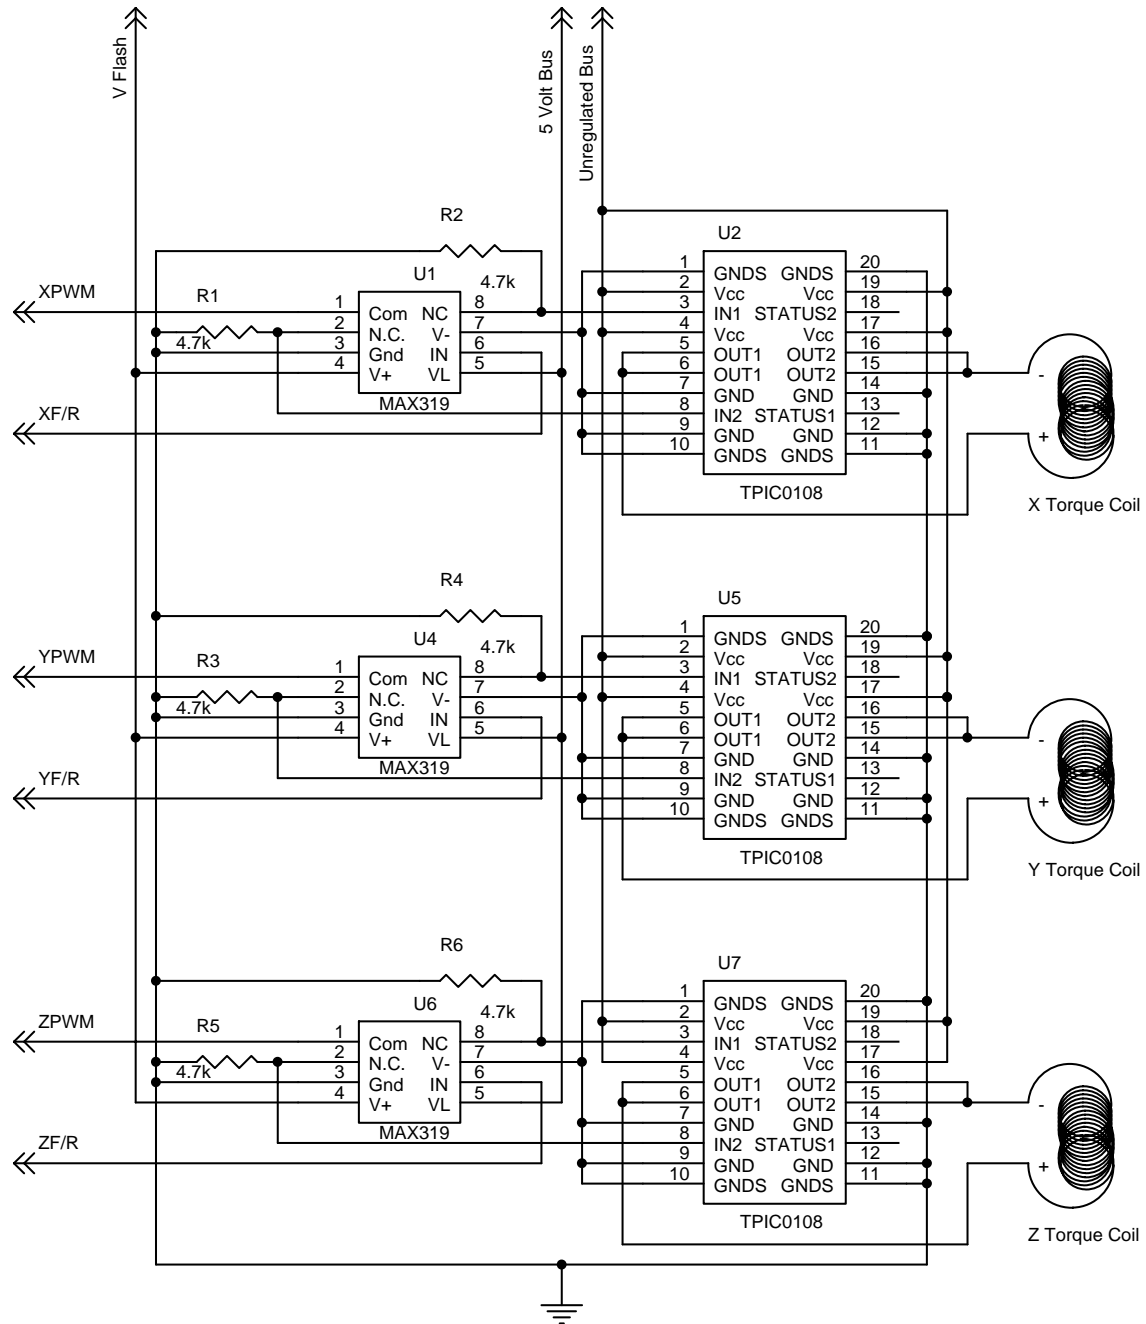 V Flash
5 Volt Bus
Unregulated Bus
R2
4.7k
U1
XPWM
R1
4.7k
1 Com NC 8
2 N.C. V- 7
3 Gnd IN 6
4 V+ VL 5
MAX319
XF/R
U2
1 GNDS GNDS 20
2 Vcc Vcc 19
3 IN1 STATUS2 18
4 Vcc Vcc 17
5 OUT1 OUT2 16
6 OUT1 OUT2 15
7 GND GND 14
8 IN2 STATUS1 13
9 GND GND 12
10 GNDS GNDS 11
TPIC0108
-
+
X Torque Coil
R4
4.7k
U4
YPWM
R3
4.7k
1 Com NC 8
2 N.C. V- 7
3 Gnd IN 6
4 V+ VL 5
MAX319
YF/R
U5
1 GNDS GNDS 20
2 Vcc Vcc 19
3 IN1 STATUS2 18
4 Vcc Vcc 17
5 OUT1 OUT2 16
6 OUT1 OUT2 15
7 GND GND 14
8 IN2 STATUS1 13
9 GND GND 12
10 GNDS GNDS 11
TPIC0108
-
+
Y Torque Coil
R6
4.7k
U6
ZPWM
R5
4.7k
1 Com NC 8
2 N.C. V- 7
3 Gnd IN 6
4 V+ VL 5
MAX319
ZF/R
U7
1 GNDS GNDS 20
2 Vcc Vcc 19
3 IN1 STATUS2 18
4 Vcc Vcc 17
5 OUT1 OUT2 16
6 OUT1 OUT2 15
7 GND GND 14
8 IN2 STATUS1 13
9 GND GND 12
10 GNDS GNDS 11
TPIC0108
-
+
Z Torque Coil